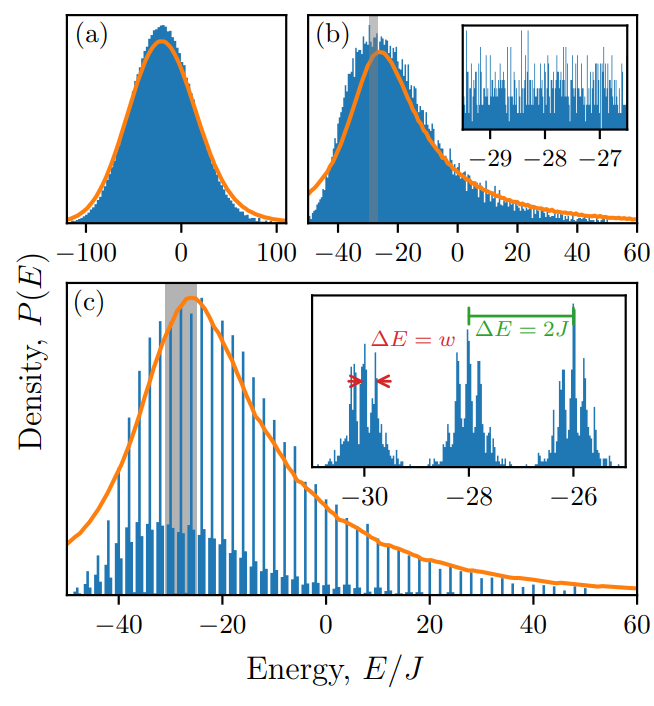 (a)
(b)
−29 −28 −27
−100 0 100
−40 −20 0 20 40 60
Density, P(E)
(c)
ΔE = w
ΔE = 2J
−30 −28 −26
−40 −20 0 20 40 60
Energy, E/J